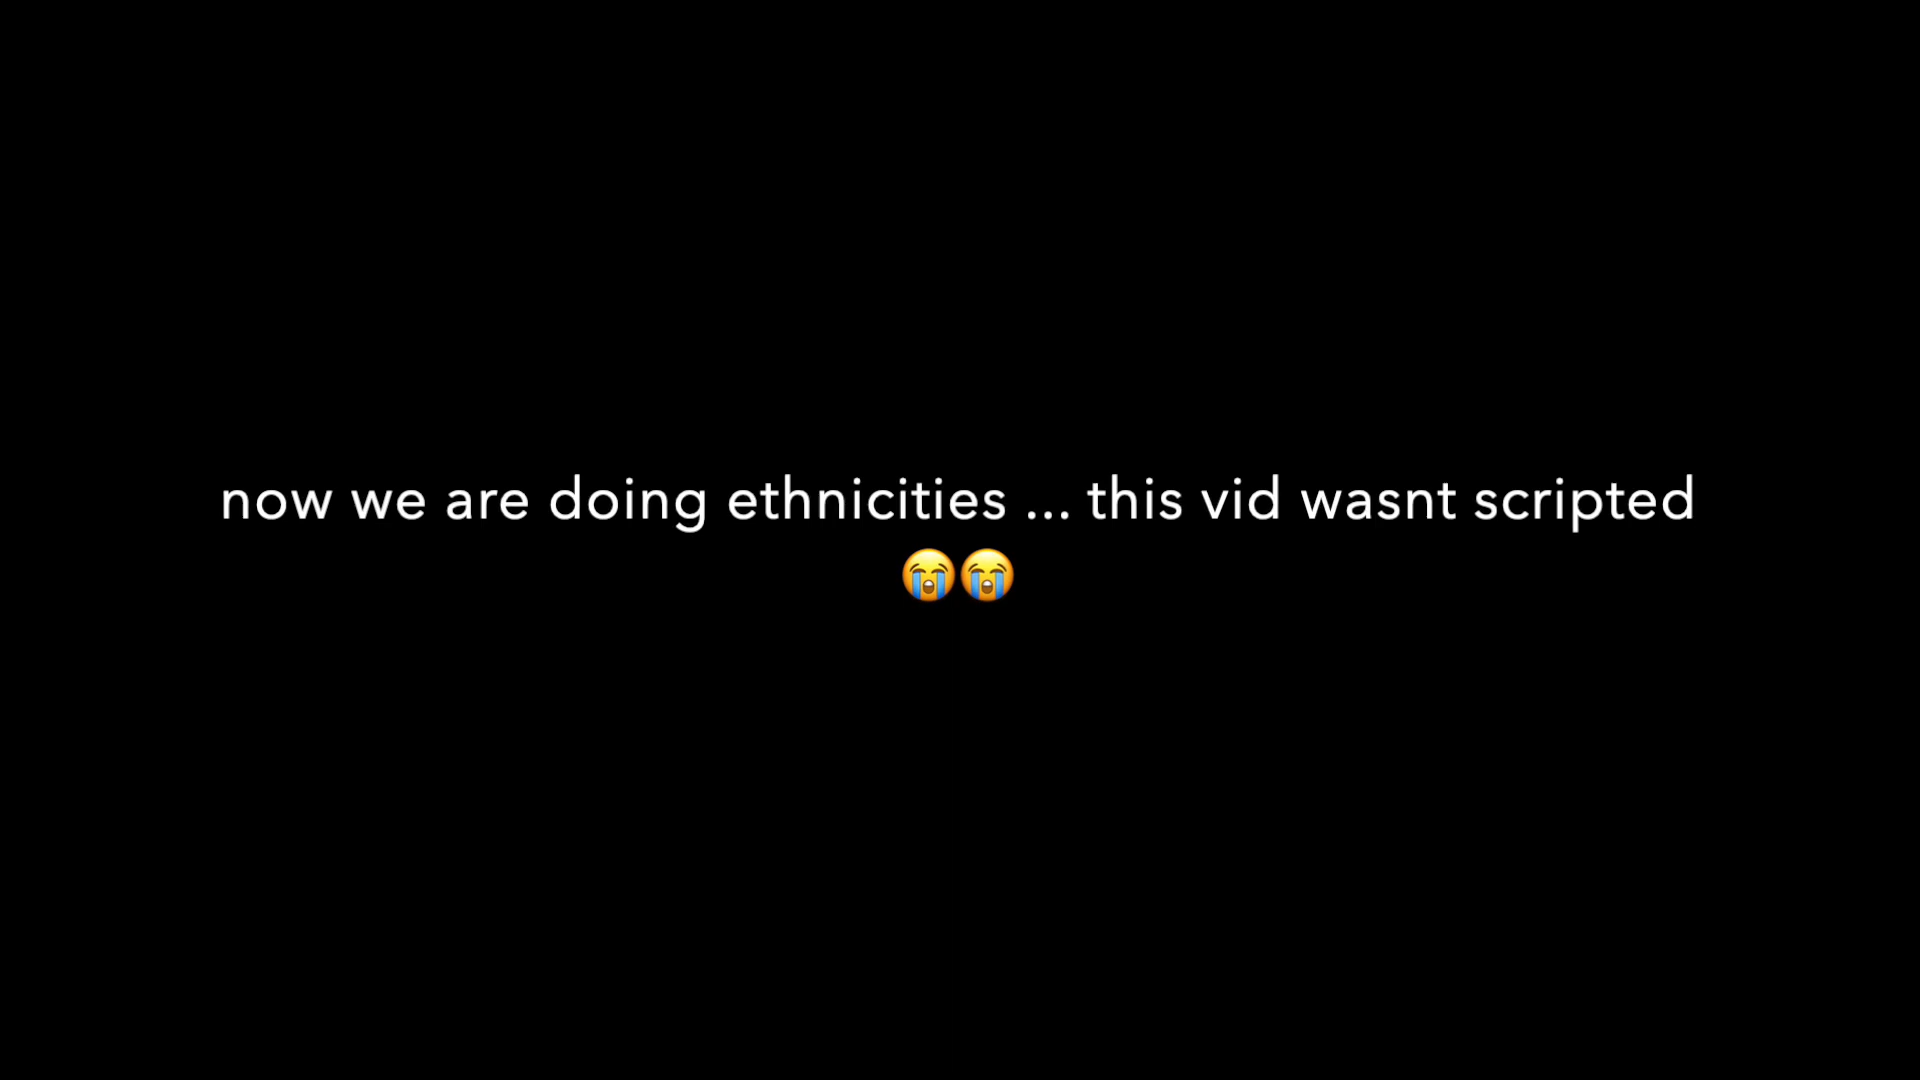 now we are doing ethnicities ... this vid wasnt scripted
😭😭